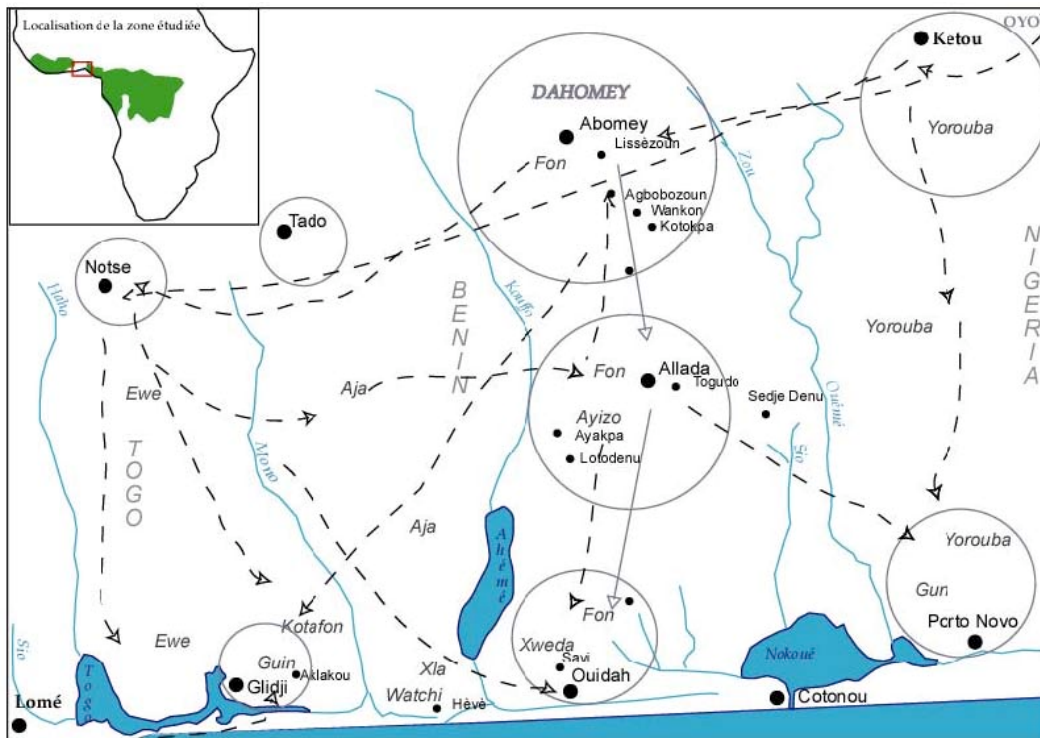 Localisation de la zone étudiée
OYO
Ketou
DAHOMEY
Abomey
Lissèzoun
Fon
Yorouba
Zou
Agbobozoun
Wankon
Kotokpa
Tado
Notse
Haho
BENIN
Kouffo
NIGERIA
Yorouba
Ewe
Aja
Fon
Allada
Togudo
Sedje Denu
Ouémé
Ayizo
Ayakpa
Lotodenu
TOGO
Mono
Sio
Aja
Ahémé
Yorouba
Gun
Porto Novo
Ewe
Kotafon
Fon
Xweda
Savi
Ouidah
Nokoué
Sio
Guin
Aklakou
Glidji
Xla
Watchi
Hèvè
Togo
Lomé
Cotonou